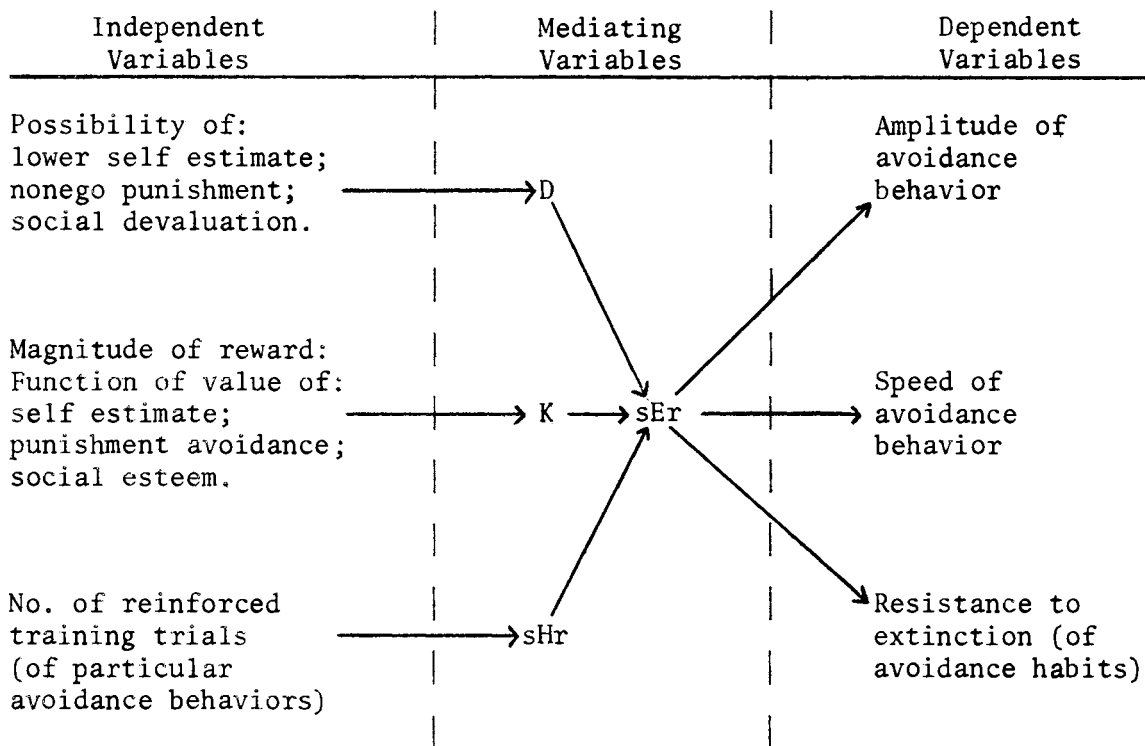 Independent Variables
Mediating Variables
Dependent Variables
Possibility of:
lower self estimate;
nonego punishment;
social devaluation.
D
Amplitude of
avoidance
behavior
Magnitude of reward:
Function of value of:
self estimate;
punishment avoidance;
social esteem.
K
sEr
Speed of
avoidance
behavior
No. of reinforced
training trials
(of particular
avoidance behaviors)
sHr
Resistance to
extinction (of
avoidance habits)